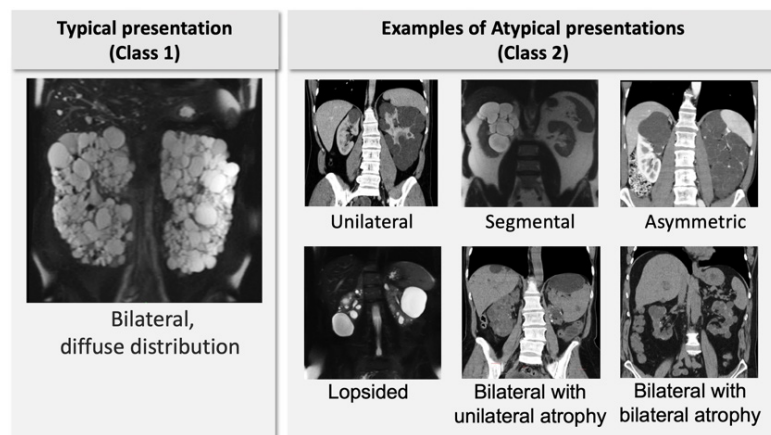 Typical presentation
(Class 1)
Examples of Atypical presentations
(Class 2)
Bilateral,
diffuse distribution
Unilateral
Segmental
Asymmetric
Lopsided
Bilateral with
unilateral atrophy
Bilateral with
bilateral atrophy